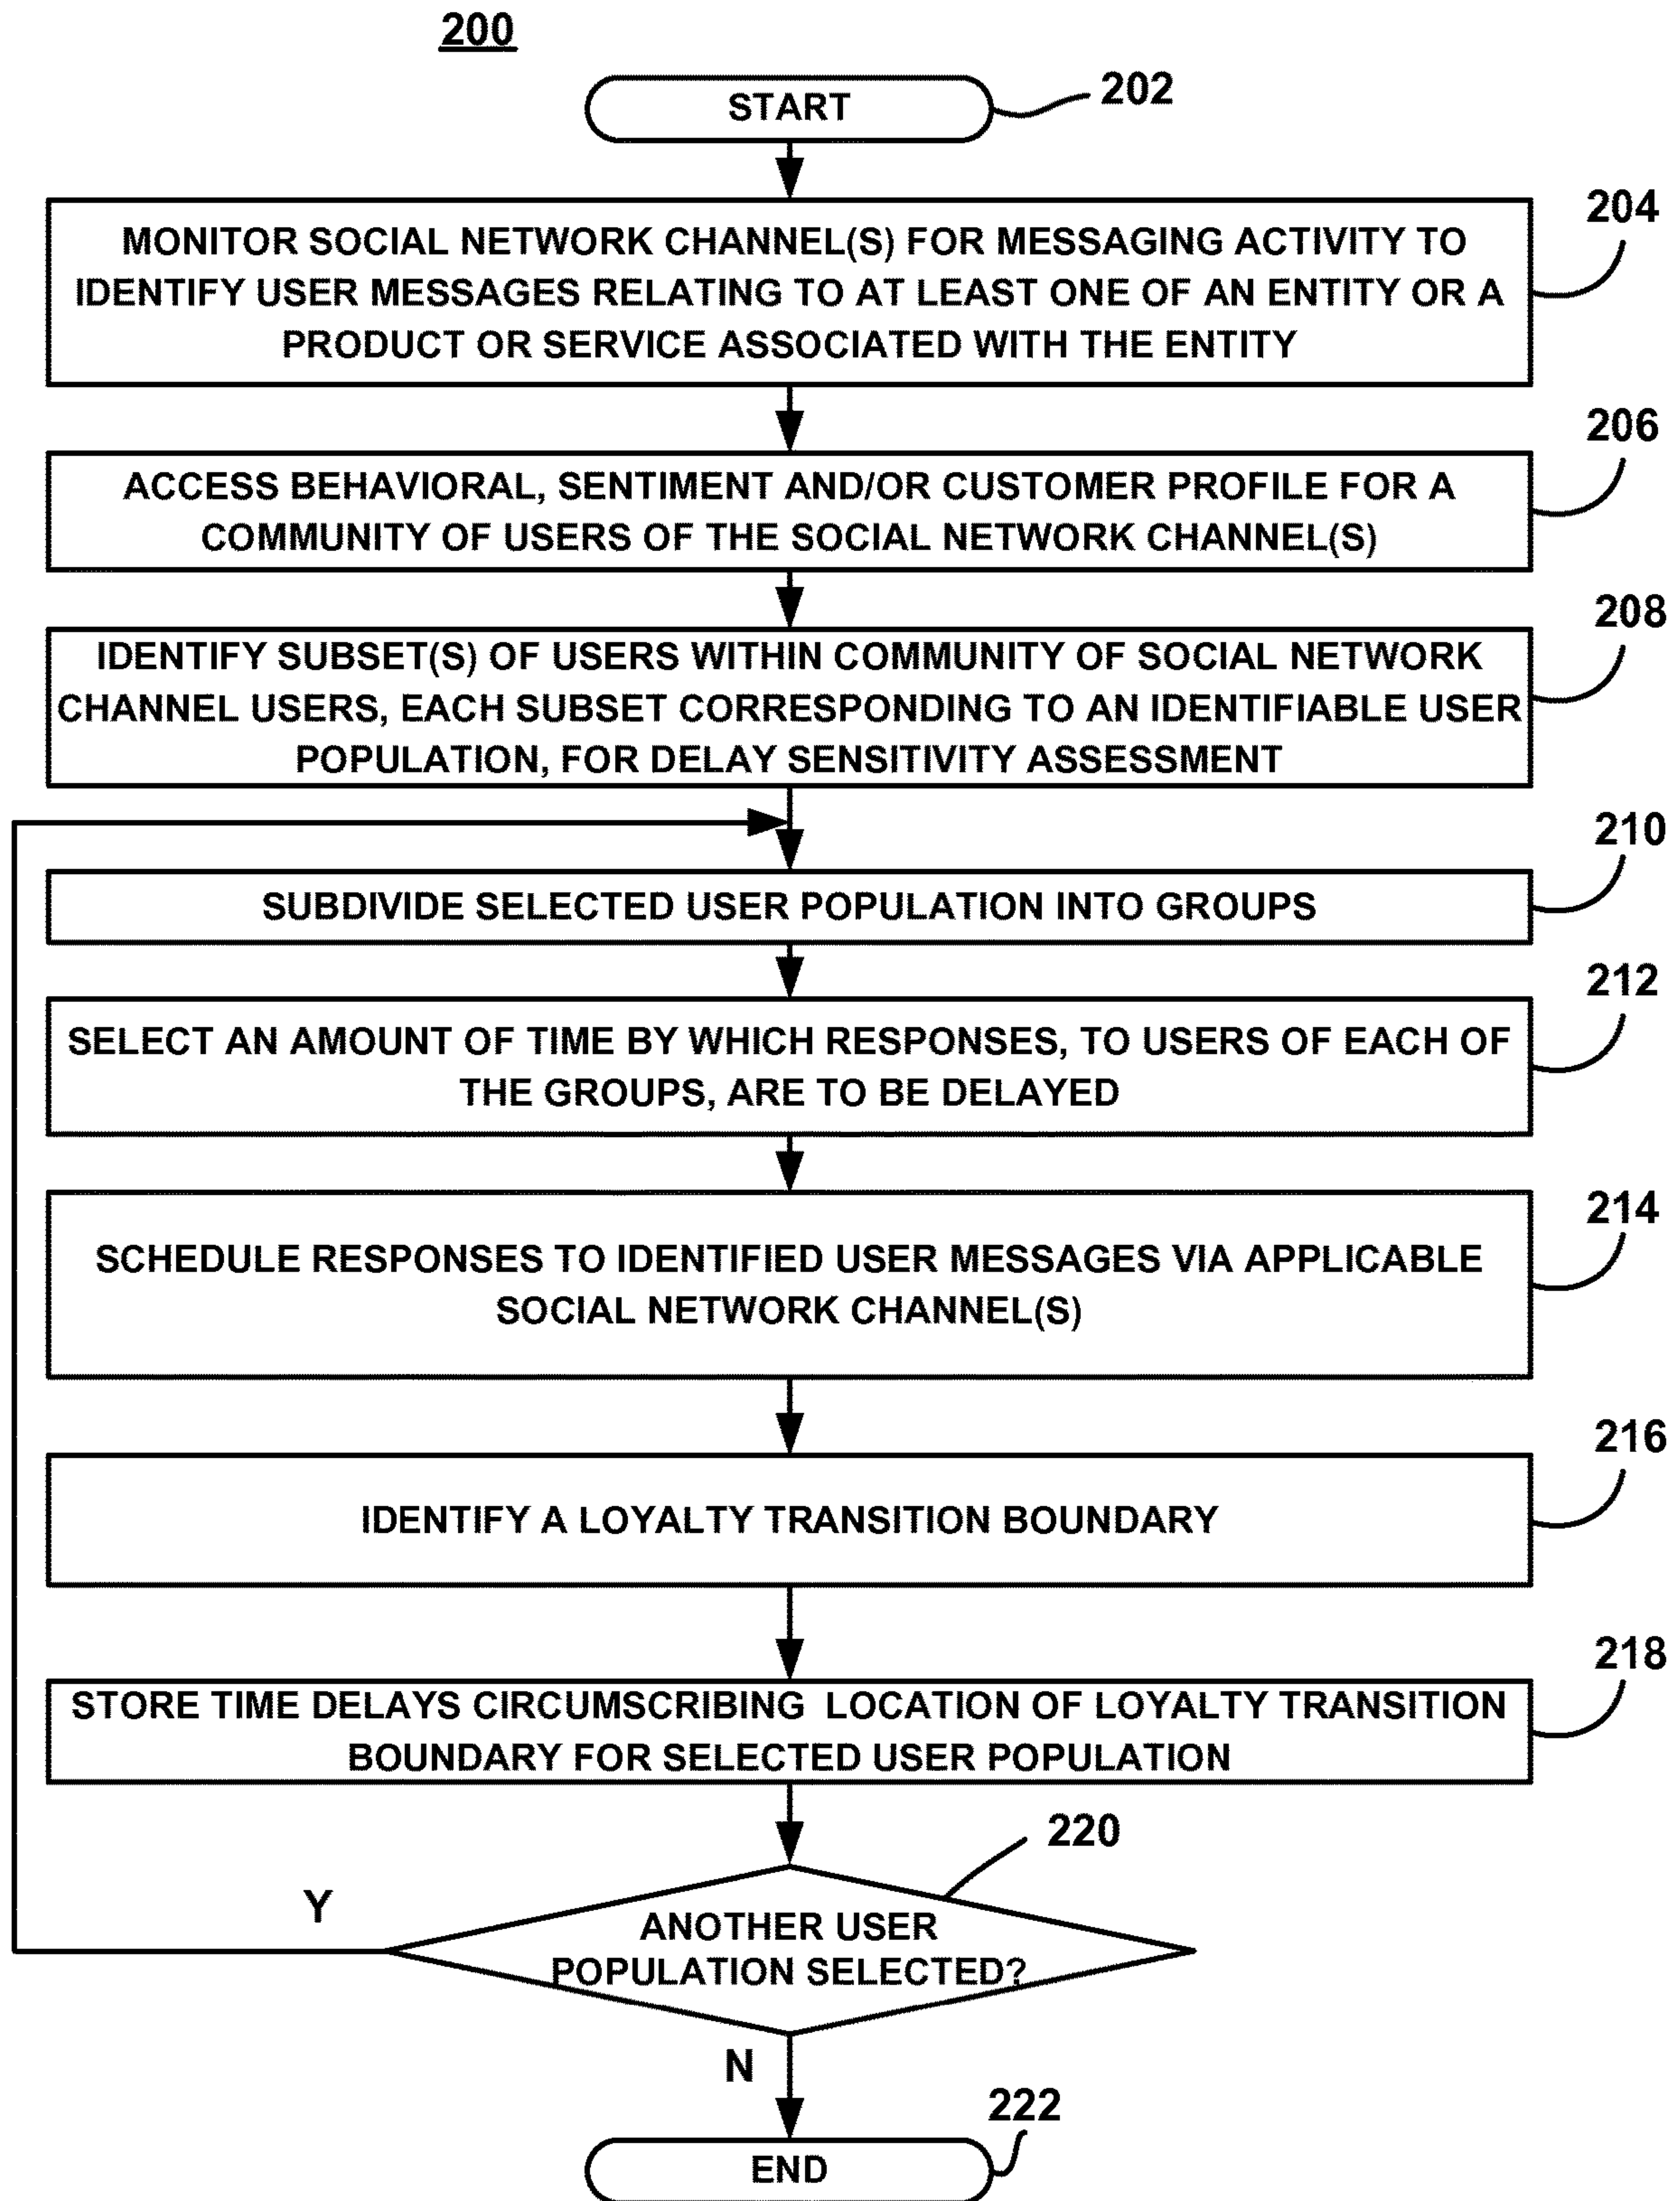 200
START
202
MONITOR SOCIAL NETWORK CHANNEL(S) FOR MESSAGING ACTIVITY TO
IDENTIFY USER MESSAGES RELATING TO AT LEAST ONE OF AN ENTITY OR A
PRODUCT OR SERVICE ASSOCIATED WITH THE ENTITY
204
ACCESS BEHAVIORAL, SENTIMENT AND/OR CUSTOMER PROFILE FOR A
COMMUNITY OF USERS OF THE SOCIAL NETWORK CHANNEL(S)
206
IDENTIFY SUBSET(S) OF USERS WITHIN COMMUNITY OF SOCIAL NETWORK
CHANNEL USERS, EACH SUBSET CORRESPONDING TO AN IDENTIFIABLE USER
POPULATION, FOR DELAY SENSITIVITY ASSESSMENT
208
SUBDIVIDE SELECTED USER POPULATION INTO GROUPS
210
SELECT AN AMOUNT OF TIME BY WHICH RESPONSES, TO USERS OF EACH OF
THE GROUPS, ARE TO BE DELAYED
212
SCHEDULE RESPONSES TO IDENTIFIED USER MESSAGES VIA APPLICABLE
SOCIAL NETWORK CHANNEL(S)
214
IDENTIFY A LOYALTY TRANSITION BOUNDARY
216
STORE TIME DELAYS CIRCUMSCRIBING LOCATION OF LOYALTY TRANSITION
BOUNDARY FOR SELECTED USER POPULATION
218
ANOTHER USER
POPULATION SELECTED?
220
Y
N
END
222